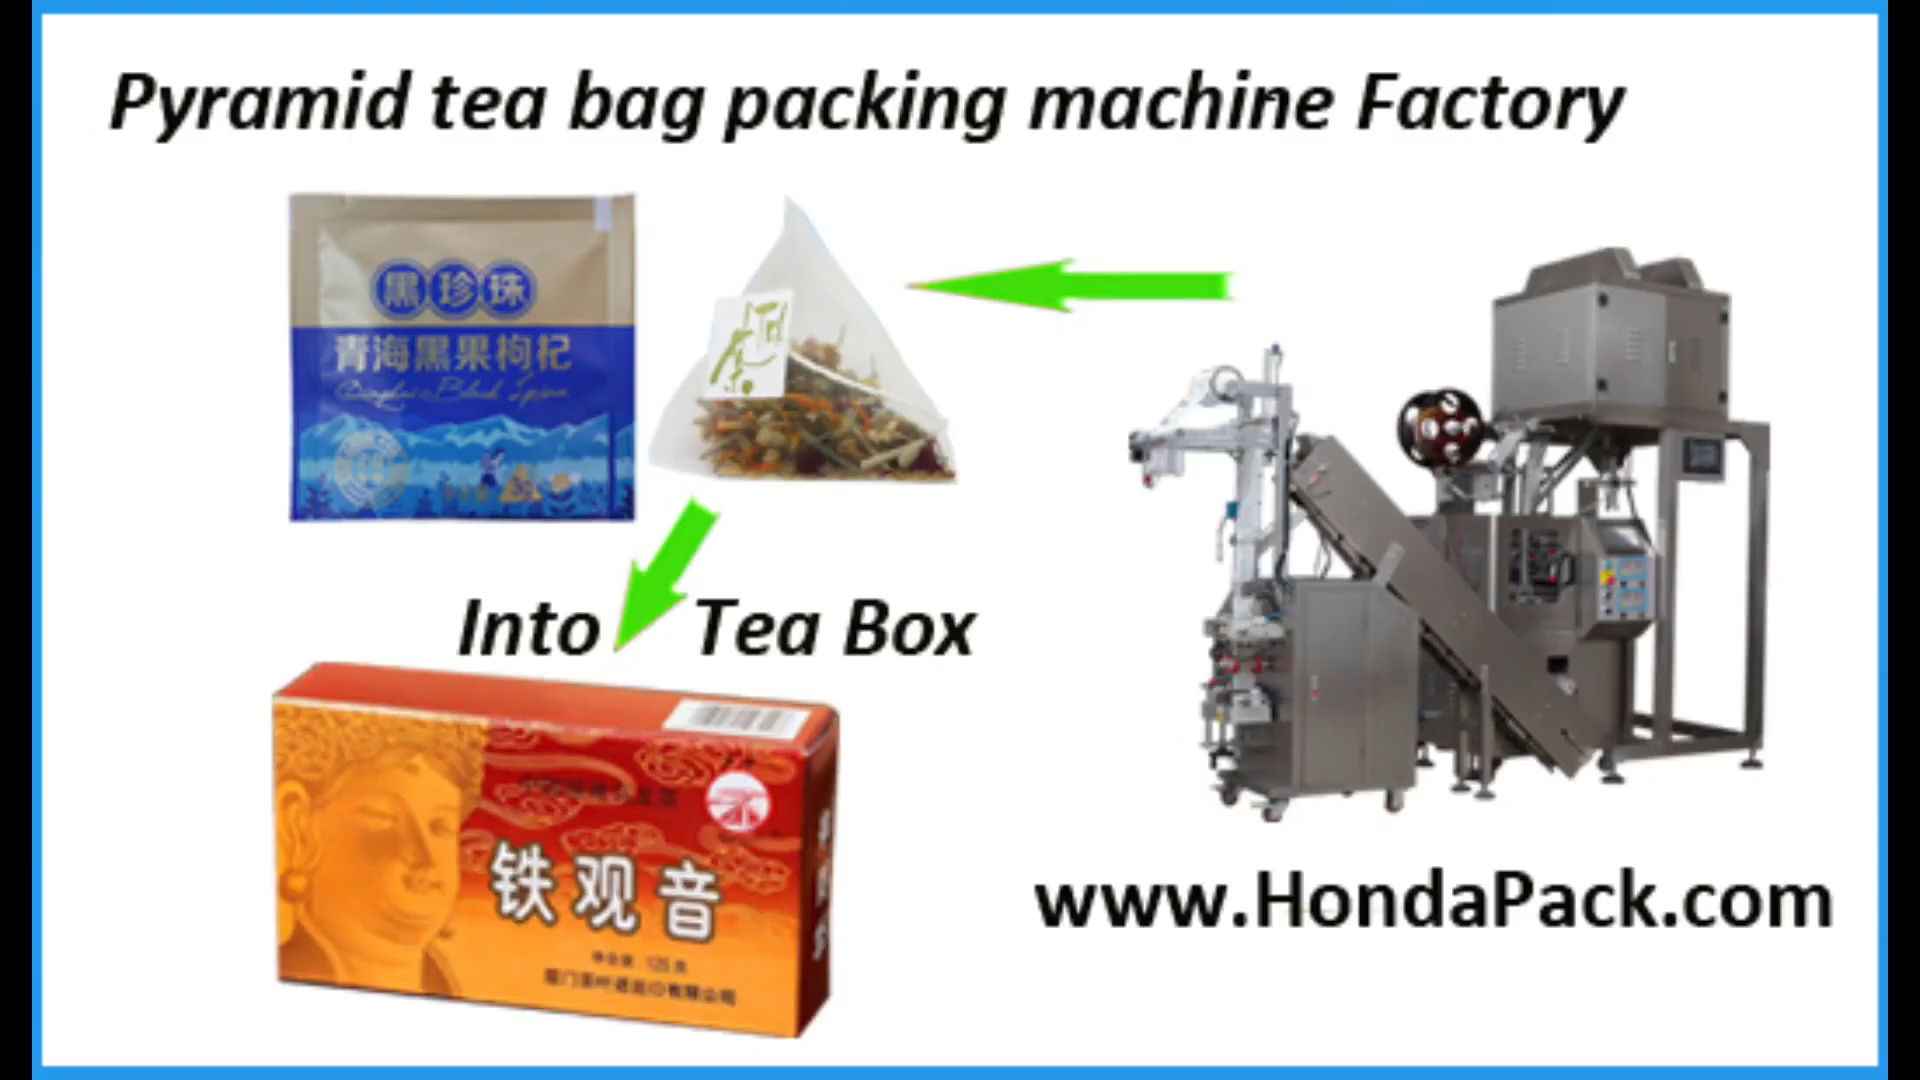 Pyramid tea bag packing machine Factory
黑珍珠
青海黑果枸杞
Into Tea Box
铁观音
www.HondaPack.com